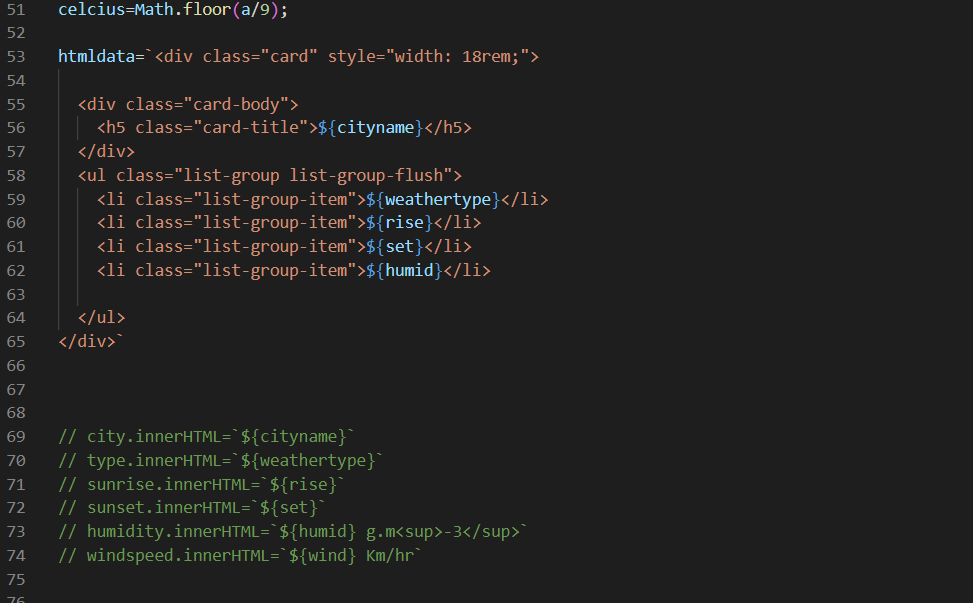 51 celcius=Math.floor(a/9);
52
53 htmldata=`<div class="card" style="width: 18rem;">
54
55 <div class="card-body">
56 <h5 class="card-title">${cityname}</h5>
57 </div>
58 <ul class="list-group list-group-flush">
59 <li class="list-group-item">${weathertype}</li>
60 <li class="list-group-item">${rise}</li>
61 <li class="list-group-item">${set}</li>
62 <li class="list-group-item">${humid}</li>
63
64 </ul>
65 </div>`
66
67
68
69 // city.innerHTML=`${cityname}`
70 // type.innerHTML=`${weathertype}`
71 // sunrise.innerHTML=`${rise}`
72 // sunset.innerHTML=`${set}`
73 // humidity.innerHTML=`${humid} g.m<sup>-3</sup>`
74 // windspeed.innerHTML=`${wind} Km/hr`
75
76